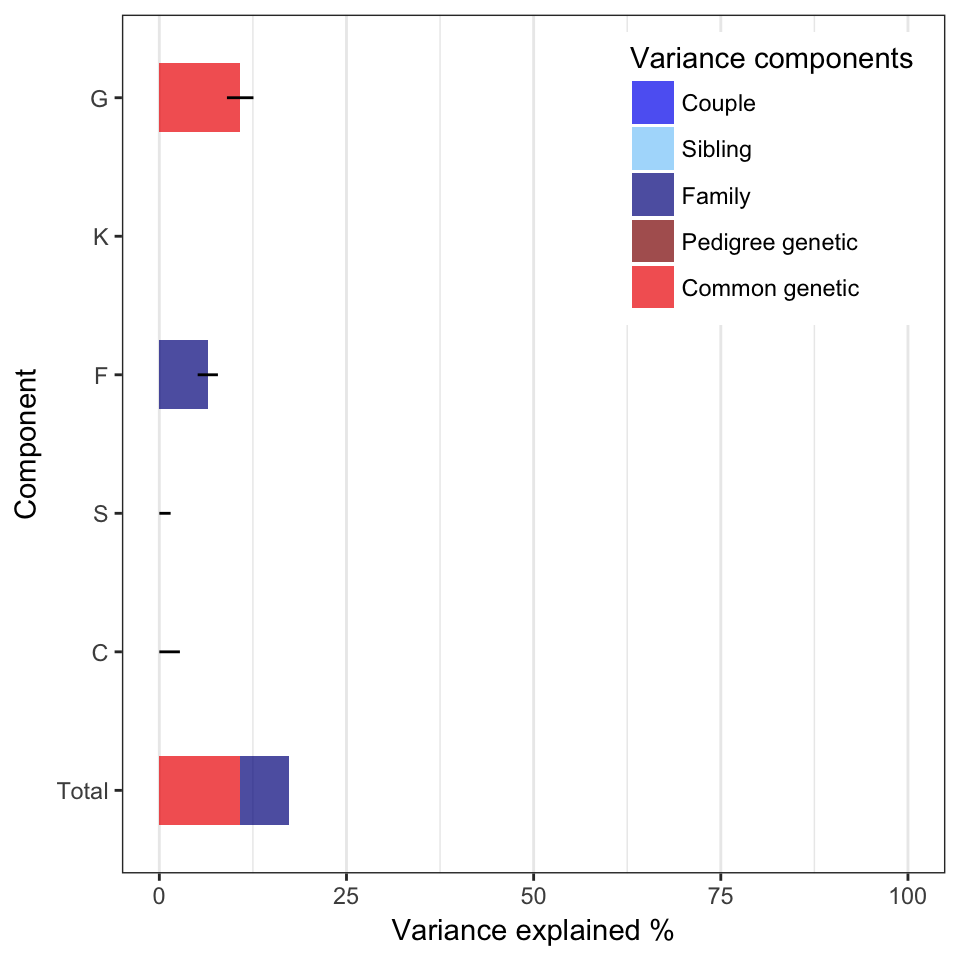 Variance components
Couple
Sibling
Family
Pedigree genetic
Common genetic
G
K
F
S
C
Total
Component
0 25 50 75 100
Variance explained %